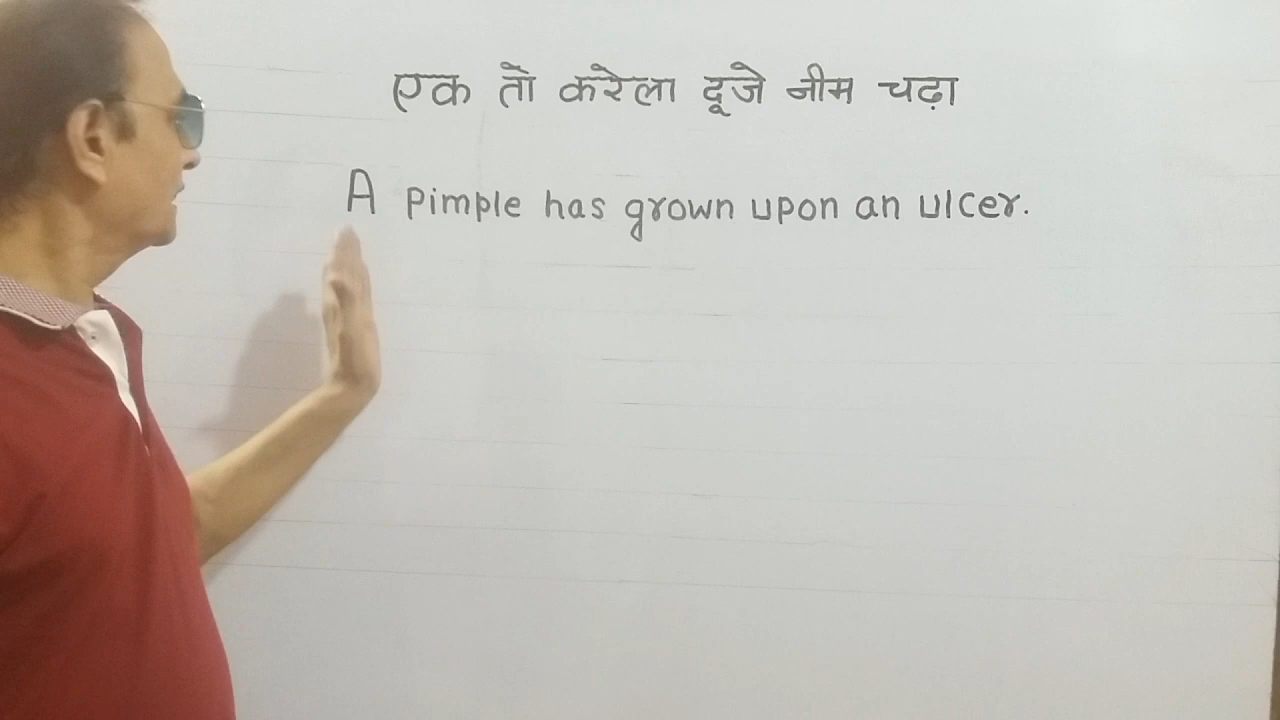 एक तो करेला दूजे नीम चढ़ा
A pimple has grown upon an ulcer.